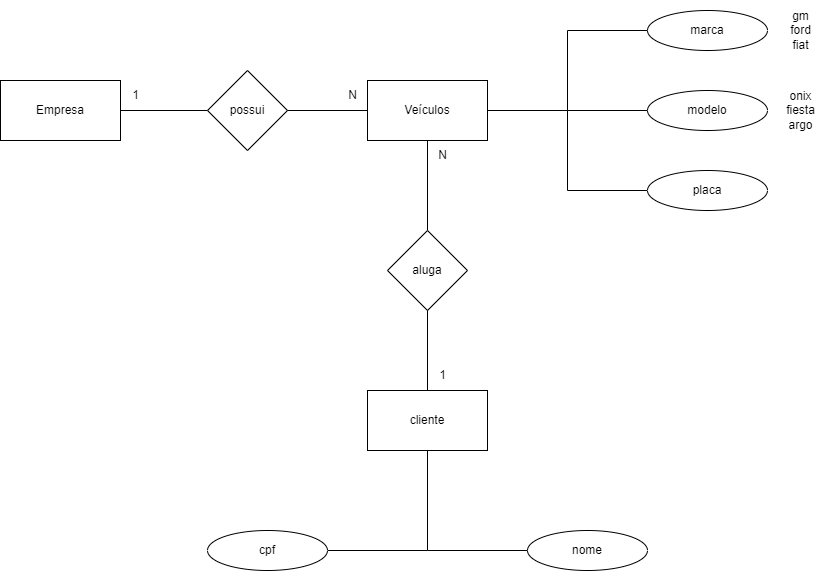 marca
gm
ford
fiat
Empresa
1
possui
N
Veículos
modelo
onix
fiesta
argo
N
placa
aluga
1
cliente
cpf
nome